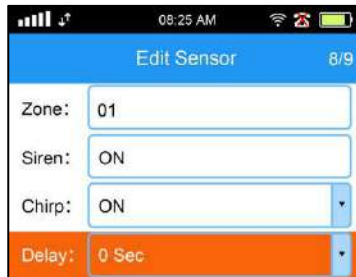 08:25 AM
Edit Sensor 8/9
Zone: 01
Siren: ON
Chirp: ON
Delay: 0 Sec